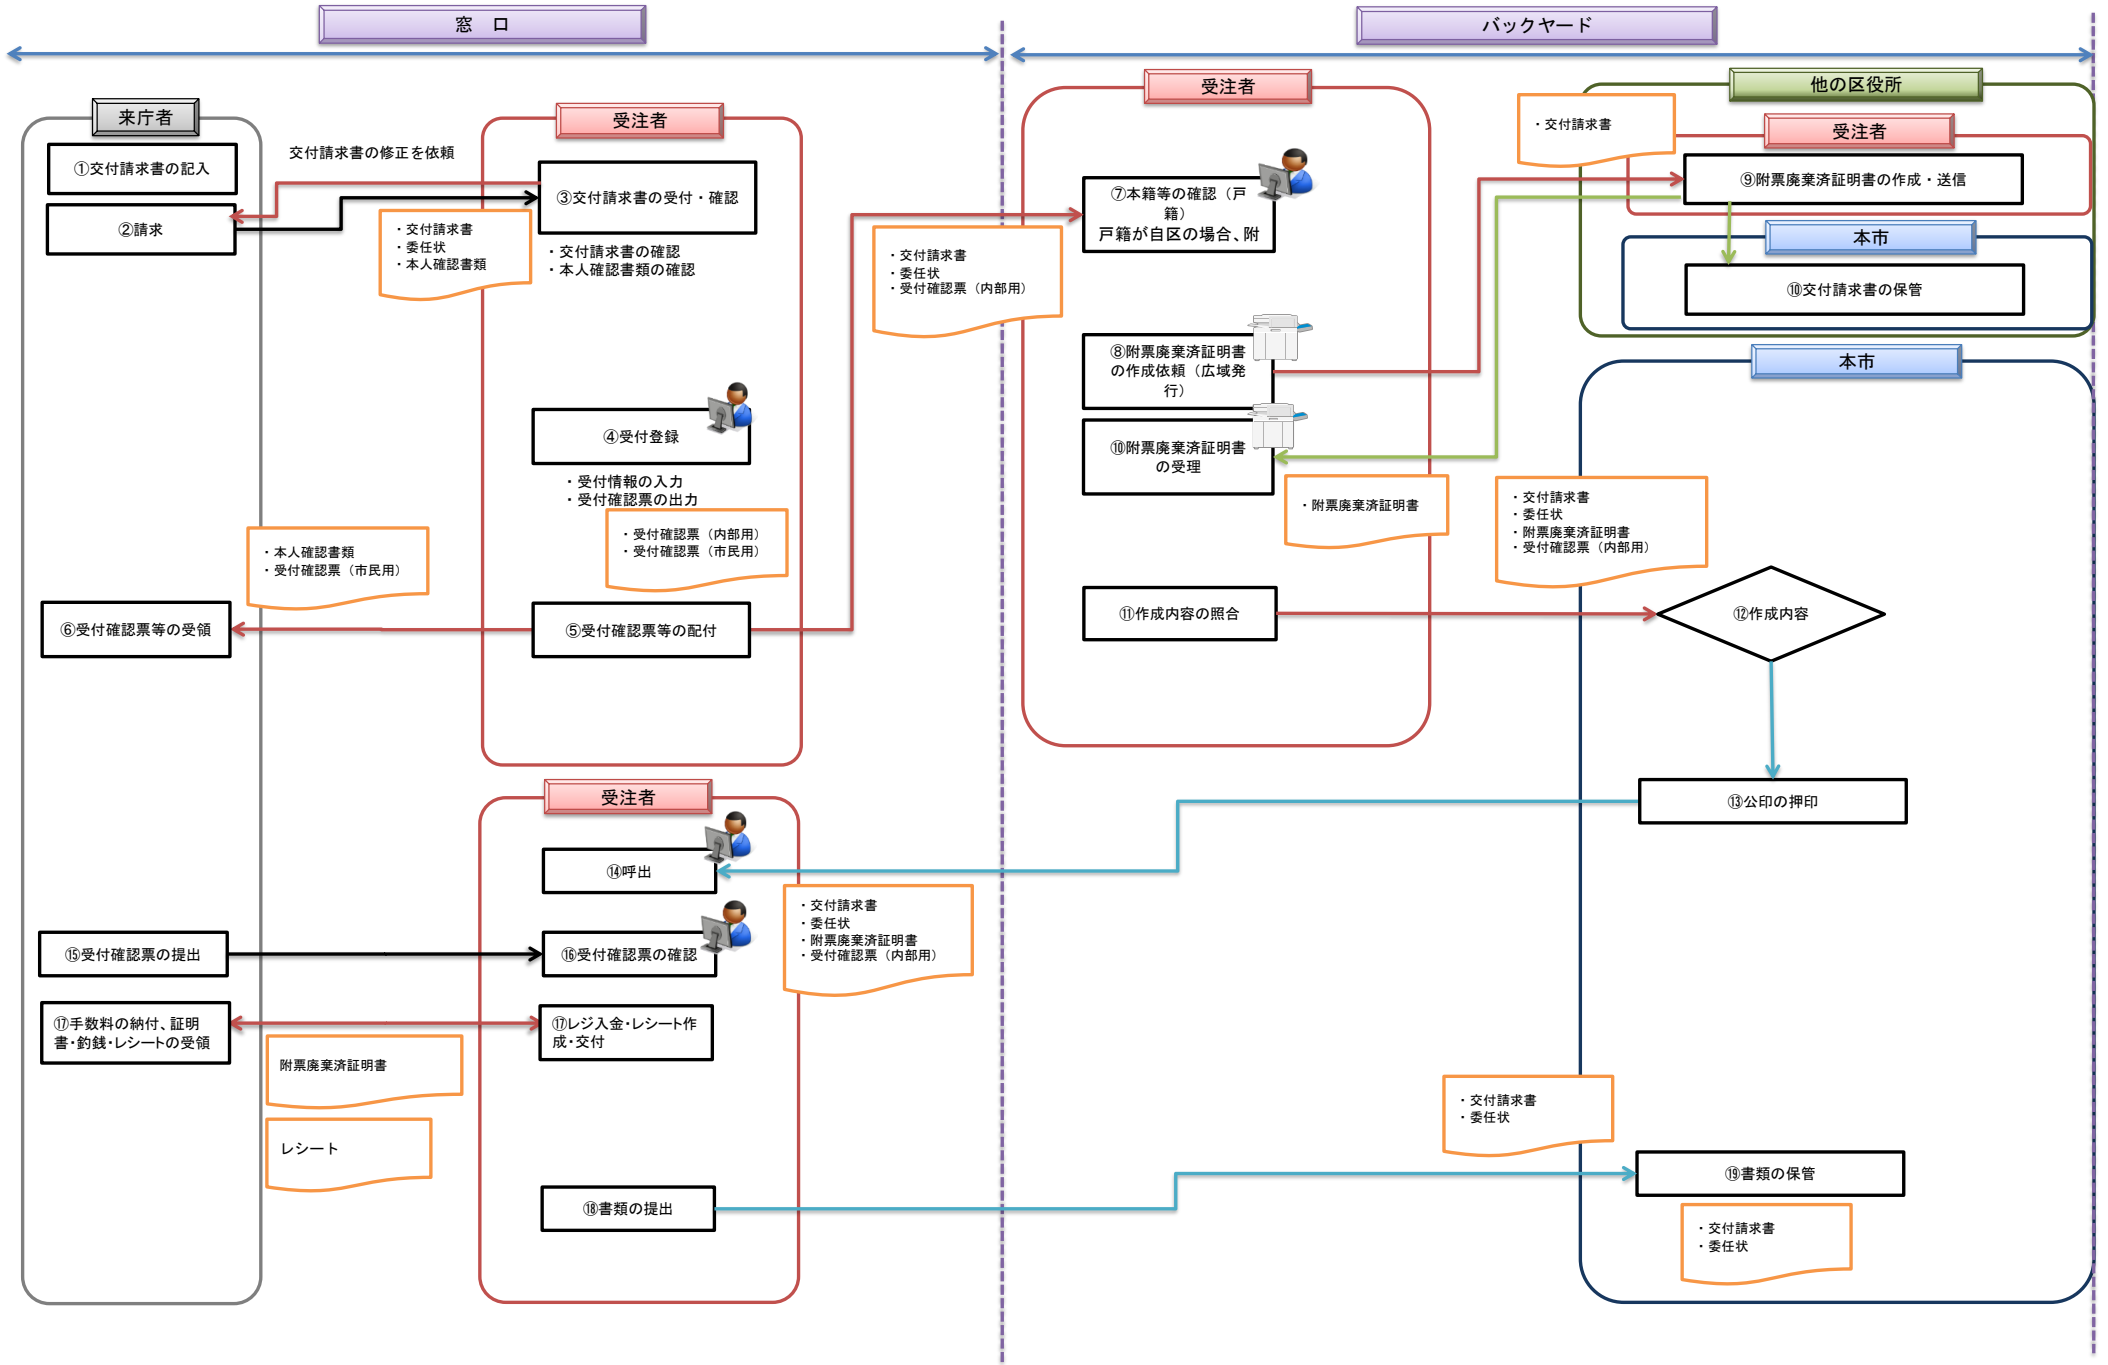 窓　口
バックヤード
来庁者
受注者
受注者
他の区役所
受注者
①交付請求書の記入
②請求
交付請求書の修正を依頼
③交付請求書の受付・確認
・交付請求書
・委任状
・本人確認書類
・交付請求書の確認
・本人確認書類の確認
・交付請求書
・委任状
・受付確認票（内部用）
⑦本籍等の確認（戸
籍）
戸籍が自区の場合、附
・交付請求書
⑨附票廃棄済証明書の作成・送信
本市
⑩交付請求書の保管
⑧附票廃棄済証明書
の作成依頼（広域発
行）
本市
④受付登録
・受付情報の入力
・受付確認票の出力
・受付確認票（内部用）
・受付確認票（市民用）
⑩附票廃棄済証明書
の受理
・附票廃棄済証明書
・交付請求書
・委任状
・附票廃棄済証明書
・受付確認票（内部用）
・本人確認書類
・受付確認票（市民用）
⑥受付確認票等の受領
⑤受付確認票等の配付
⑪作成内容の照合
⑫作成内容
⑬公印の押印
受注者
⑭呼出
・交付請求書
・委任状
・附票廃棄済証明書
・受付確認票（内部用）
⑮受付確認票の提出
⑯受付確認票の確認
⑰手数料の納付、証明
書・釣銭・レシートの受領
⑰レジ入金・レシート作
成・交付
附票廃棄済証明書
レシート
・交付請求書
・委任状
⑱書類の提出
⑲書類の保管
・交付請求書
・委任状